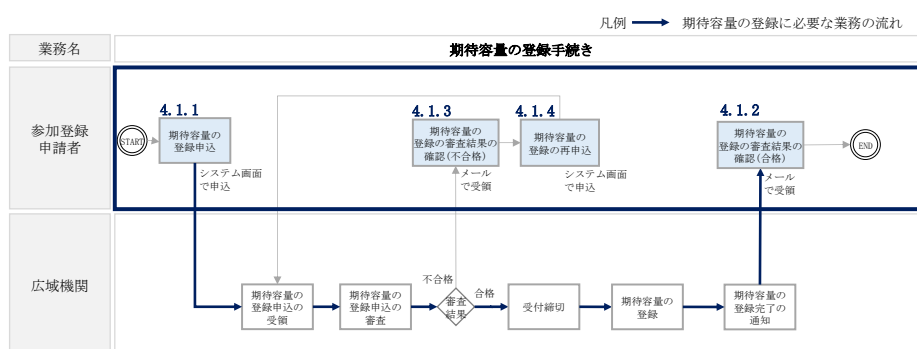 凡例 期待容量の登録に必要な業務の流れ
業務名
期待容量の登録手続き
参加登録
申請者
START
4.1.1
期待容量の
登録申込
システム画面
で申込
4.1.3
期待容量の
登録の審査結果の
確認(不合格)
メール
で受領
4.1.4
期待容量の
登録の再申込
システム画面
で申込
4.1.2
期待容量の
登録の審査結果の
確認(合格)
メール
で受領
END
広域機関
期待容量の
登録申込の
受領
期待容量の
登録申込の
審査
不合格
審査
結果
合格
受付締切
期待容量の
登録
期待容量の
登録完了の
通知